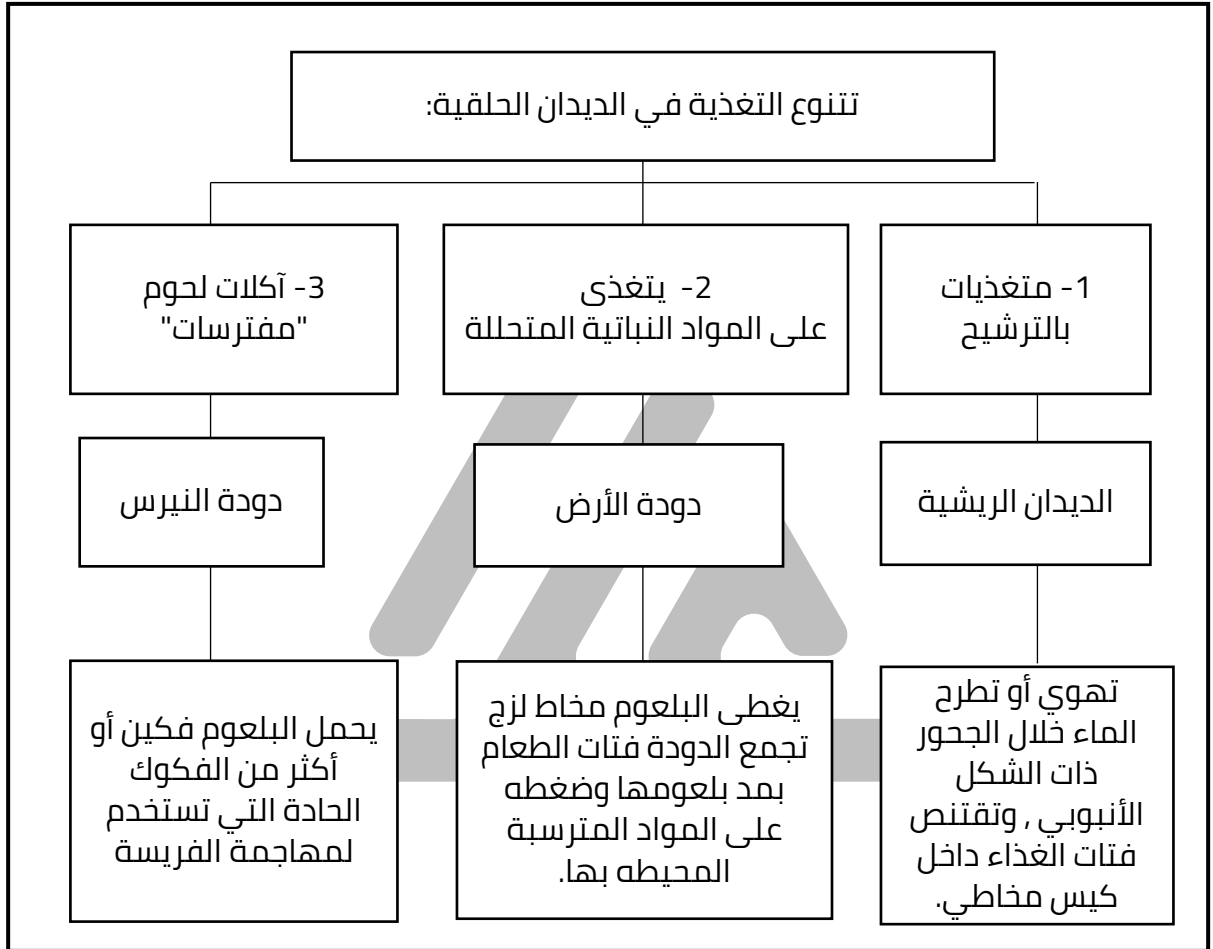 تتنوع التغذية في الديدان الحلقية:
1- متغذيات
بالترشيح
2- يتغذى
على المواد النباتية المتحللة
3- آكلات لحوم
"مفترسات"
الديدان الريشية
دودة الأرض
دودة النيرس
تهوي أو تطرح
الماء خلال الجحور
ذات الشكل
الأنبوبي , وتقتنص
فتات الغذاء داخل
كيس مخاطي.
يغطى البلعوم مخاط لزج
تجمع الدودة فتات الطعام
بمد بلعومها وضغطه
على المواد المترسبة
المحيطه بها.
يحمل البلعوم فكين أو
أكثر من الفكوك
الحادة التي تستخدم
لمهاجمة الفريسة